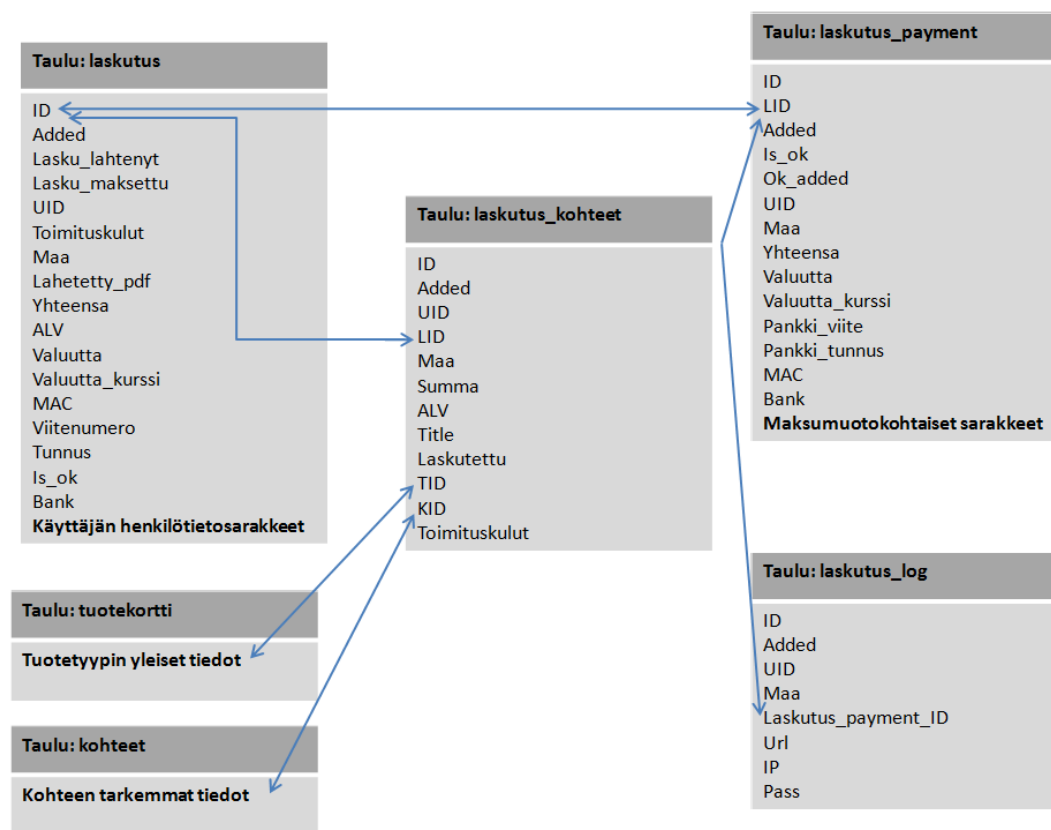 Taulu: laskutus
ID
Added
Lasku_lahtenyt
Lasku_maksettu
UID
Toimituskulut
Maa
Lahetetty_pdf
Yhteensa
ALV
Valuutta
Valuutta_kurssi
MAC
Viitenumero
Tunnus
Is_ok
Bank
Käyttäjän henkilötietosarakkeet
Taulu: tuotekortti
Tuotetyypin yleiset tiedot
Taulu: kohteet
Kohteen tarkemmat tiedot
Taulu: laskutus_kohteet
ID
Added
UID
LID
Maa
Summa
ALV
Title
Laskutettu
TID
KID
Toimituskulut
Taulu: laskutus_payment
ID
LID
Added
Is_ok
Ok_added
UID
Maa
Yhteensa
Valuutta
Valuutta_kurssi
Pankki_viite
Pankki_tunnus
MAC
Bank
Maksumuotokohtaiset sarakkeet
Taulu: laskutus_log
ID
Added
UID
Maa
Laskutus_payment_ID
Url
IP
Pass